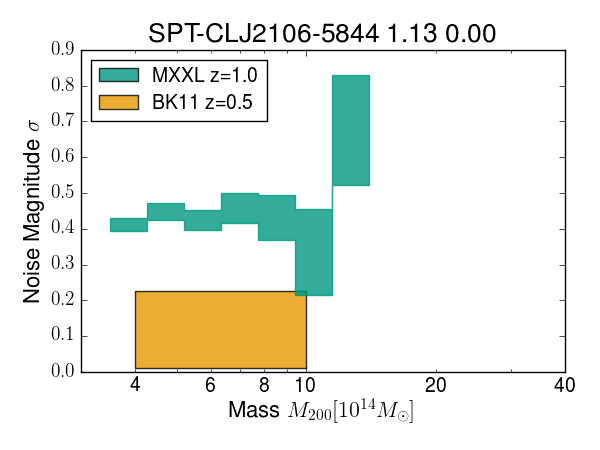 SPT-CLJ2106-5844 1.13 0.00
0.9
0.8
0.7
0.6
0.5
0.4
0.3
0.2
0.1
0.0
Noise Magnitude σ
MXXL z=1.0
BK11 z=0.5
4 6 8 10 20 40
Mass M₂₀₀[10¹⁴M⊙]